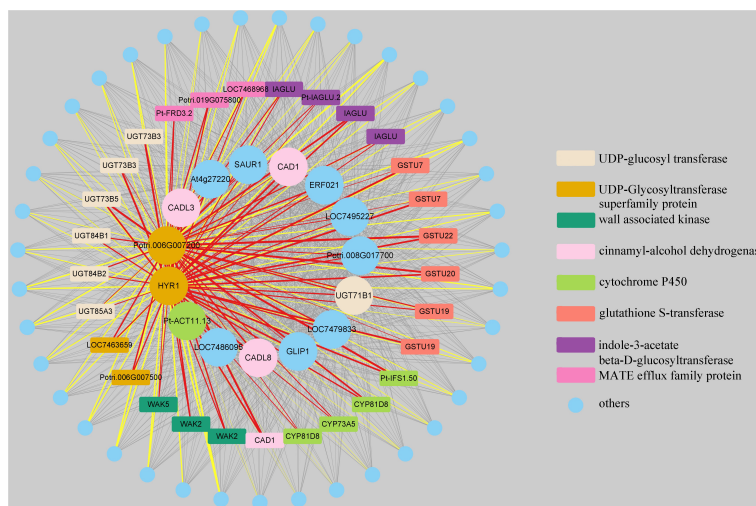 LOC7468968
IAGLU
Potri.019G075800
Pt-IAGLU.2
Pt-FRD3.2
IAGLU
UGT73B3
IAGLU
SAUR1
CAD1
UGT73B3
At4g27220
GSTU7
ERF021
UGT73B5
CADL3
GSTU7
LOC7495227
UGT84B1
Potri.006G007200
GSTU22
Potri.008G017700
UGT84B2
HYR1
GSTU20
UGT71B1
UGT85A3
GSTU19
Pt-ACT11.13
LOC7479833
LOC7463659
LOC7486096
GSTU19
CADL8
GLIP1
Potri.006G007500
Pt-IFS1.50
WAK5
CYP81D8
WAK2
CYP73A5
WAK2
CAD1
CYP81D8
UDP-glucosyl transferase
UDP-Glycosyltransferase
superfamily protein
wall associated kinase
cinnamyl-alcohol dehydrogenas
cytochrome P450
glutathione S-transferase
indole-3-acetate
beta-D-glucosyltransferase
MATE efflux family protein
others